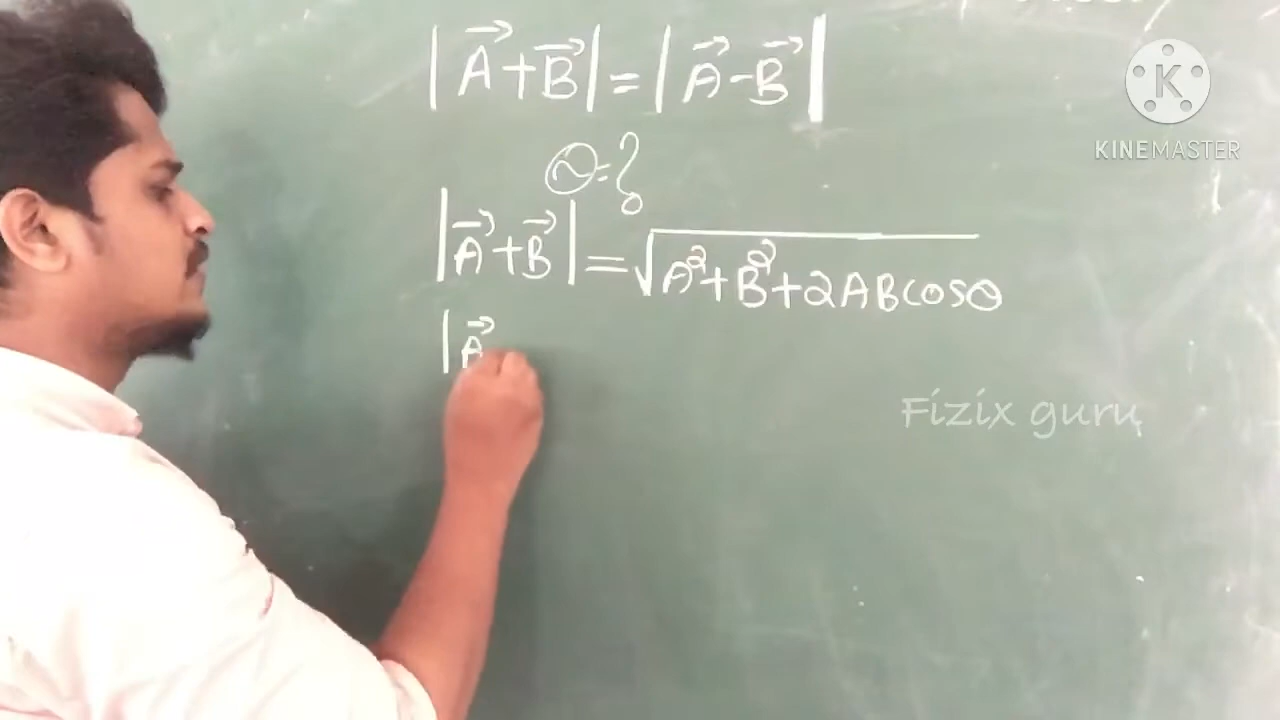 |A⃗+B⃗|=|A⃗-B⃗|
K
KINEMASTER
θ=?
|A⃗+B⃗|=√A²+B²+2ABcosθ
|A⃗
Fizix guru